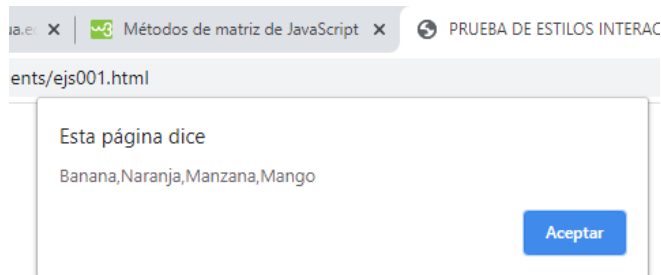 Métodos de matriz de JavaScript
PRUEBA DE ESTILOS INTERAC
ents/ejs001.html
Esta página dice
Banana,Naranja,Manzana,Mango
Aceptar